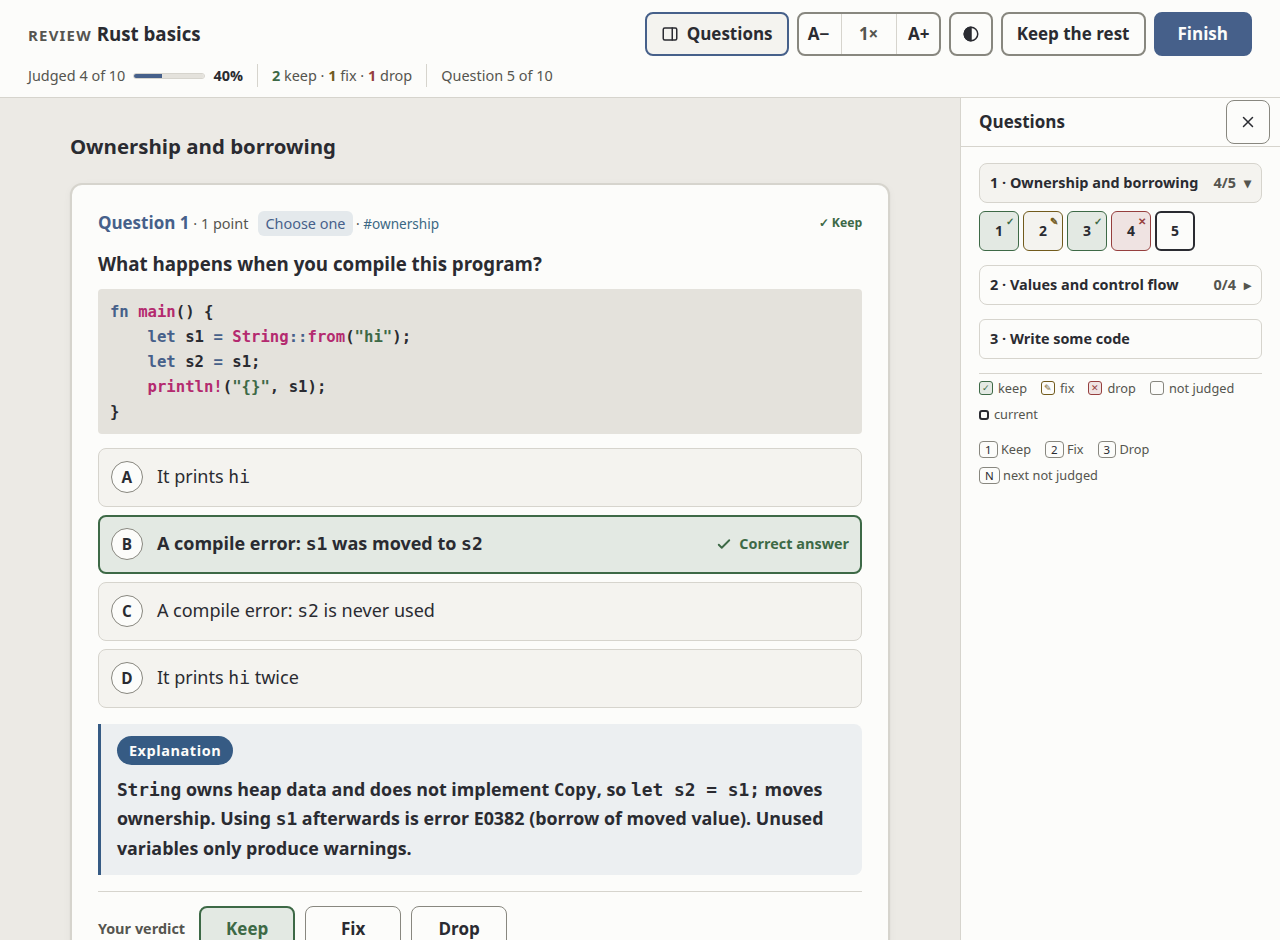 REVIEW Rust basics
Questions
A− 1× A+
Keep the rest
Finish
Judged 4 of 10 40% 2 keep · 1 fix · 1 drop Question 5 of 10
Ownership and borrowing
Question 1 · 1 point Choose one · #ownership ✓ Keep
What happens when you compile this program?
fn main() {
    let s1 = String::from("hi");
    let s2 = s1;
    println!("{}", s1);
}
A It prints hi
B A compile error: s1 was moved to s2 ✓ Correct answer
C A compile error: s2 is never used
D It prints hi twice
Explanation
String owns heap data and does not implement Copy, so let s2 = s1; moves
ownership. Using s1 afterwards is error E0382 (borrow of moved value). Unused
variables only produce warnings.
Your verdict Keep Fix Drop
Questions ×
1 · Ownership and borrowing 4/5 ▾
1 ✓ 2 ✎ 3 ✓ 4 ✕ 5
2 · Values and control flow 0/4 ▸
3 · Write some code
✓ keep ✎ fix ✕ drop not judged
current
1 Keep 2 Fix 3 Drop
N next not judged